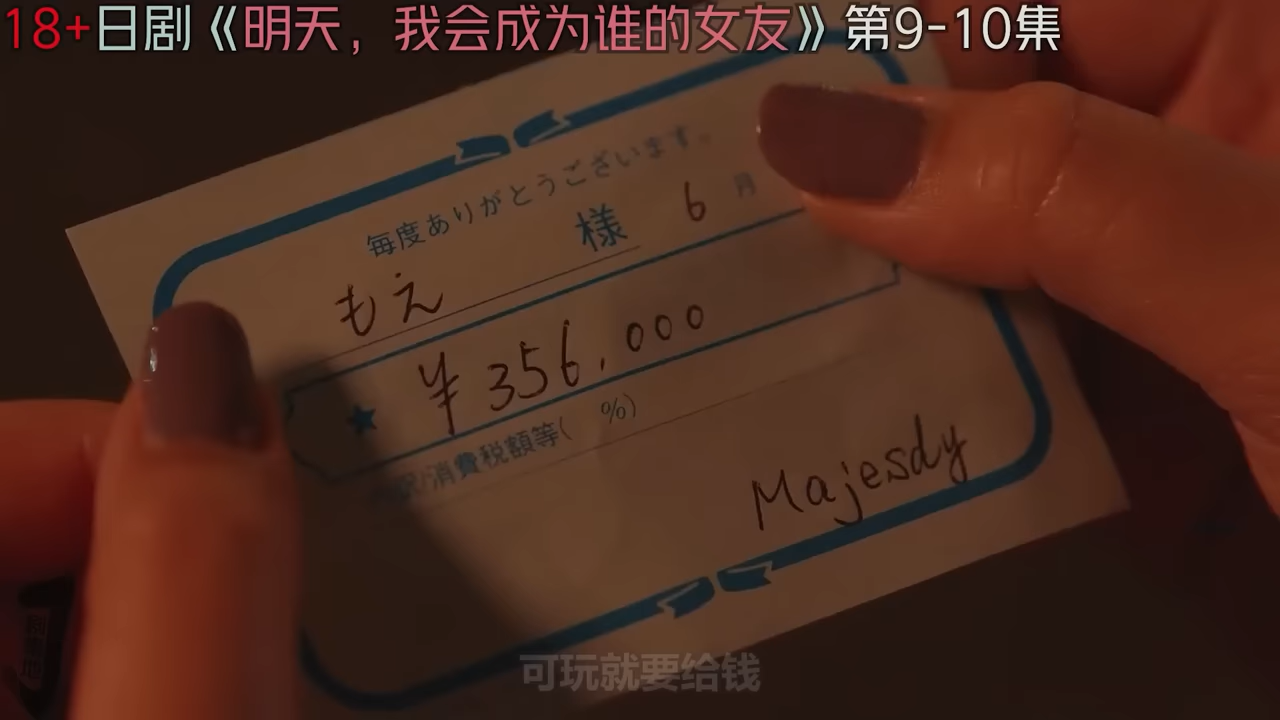 18+日剧《明天，我会成为谁的女友》第9-10集
毎度ありがとうございます。
もえ 様 6 月
★ ¥356,000
内訳/消費税額等( %)
Majesdy
可玩就要给钱